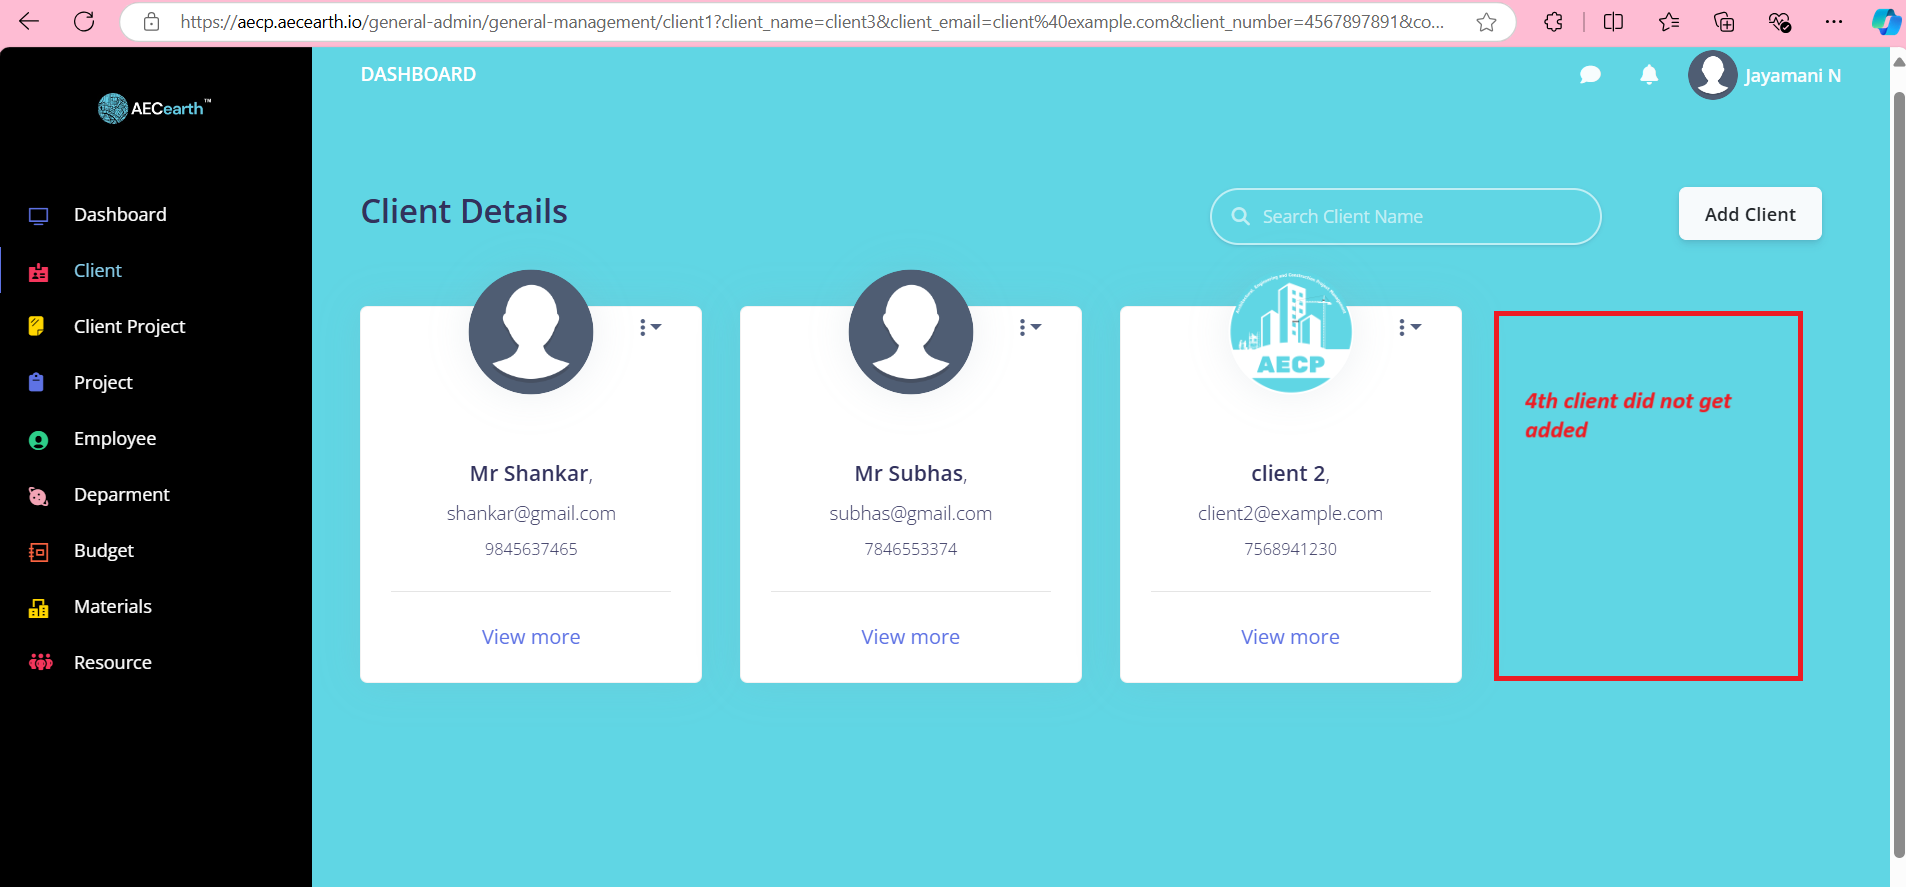 https://aecp.aecearth.io/general-admin/general-management/client1?client_name=client3&client_email=client%40example.com&client_number=4567897891&co...
AECearth™
DASHBOARD
Jayamani N
Dashboard
Client
Client Project
Project
Employee
Deparment
Budget
Materials
Resource
Client Details
Search Client Name
Add Client
Mr Shankar,
shankar@gmail.com
9845637465
View more
Mr Subhas,
subhas@gmail.com
7846553374
View more
AECP
client 2,
client2@example.com
7568941230
View more
4th client did not get
added